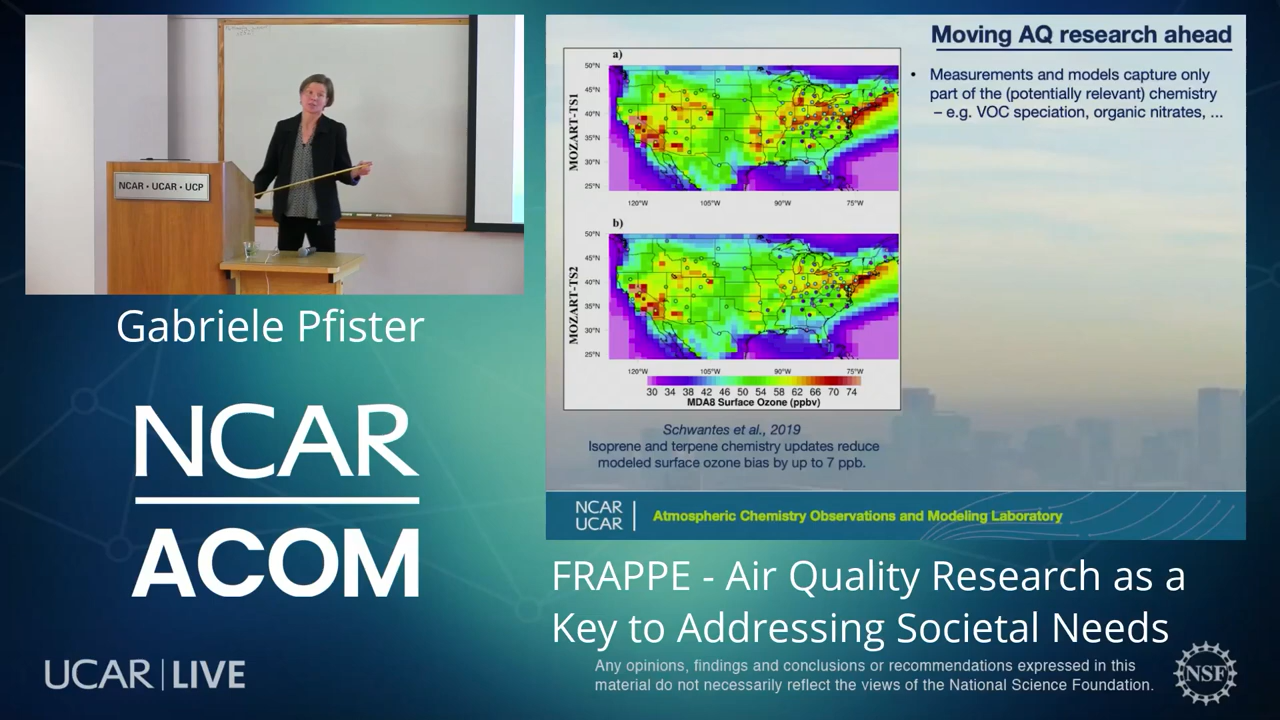 NCAR • UCAR • UCP
Gabriele Pfister
NCAR
ACOM
UCAR | LIVE
Moving AQ research ahead
• Measurements and models capture only
part of the (potentially relevant) chemistry
– e.g. VOC speciation, organic nitrates, ...
a)
MOZART-TS1
50°N
45°N
40°N
35°N
30°N
25°N
120°W 105°W 90°W 75°W
b)
MOZART-TS2
50°N
45°N
40°N
35°N
30°N
25°N
120°W 105°W 90°W 75°W
30 34 38 42 46 50 54 58 62 66 70 74
MDA8 Surface Ozone (ppbv)
Schwantes et al., 2019
Isoprene and terpene chemistry updates reduce
modeled surface ozone bias by up to 7 ppb.
NCAR
UCAR
Atmospheric Chemistry Observations and Modeling Laboratory
FRAPPE - Air Quality Research as a
Key to Addressing Societal Needs
Any opinions, findings and conclusions or recommendations expressed in this
material do not necessarily reflect the views of the National Science Foundation.
NSF